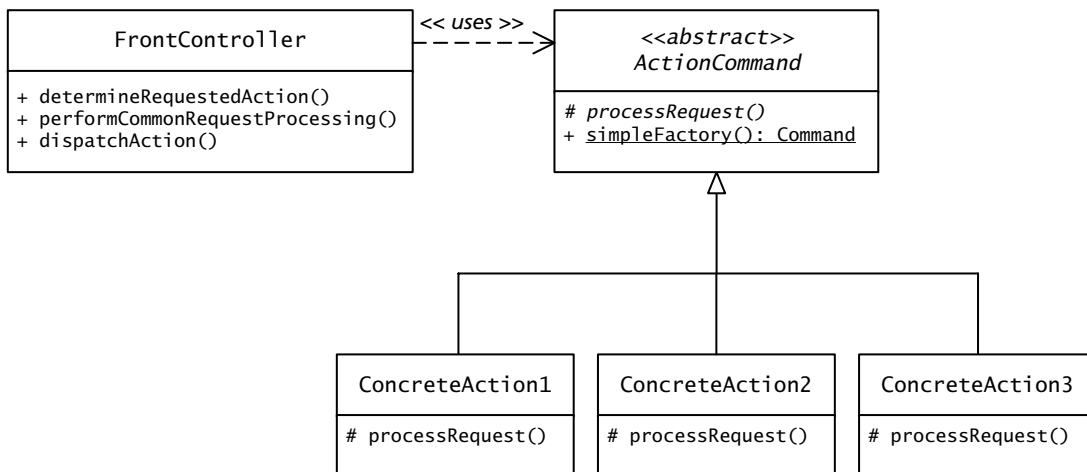 FrontController
+ determineRequestedAction()
+ performCommonRequestProcessing()
+ dispatchAction()
<< uses >>
<<abstract>>
ActionCommand
# processRequest()
+ simpleFactory(): Command
ConcreteAction1
# processRequest()
ConcreteAction2
# processRequest()
ConcreteAction3
# processRequest()